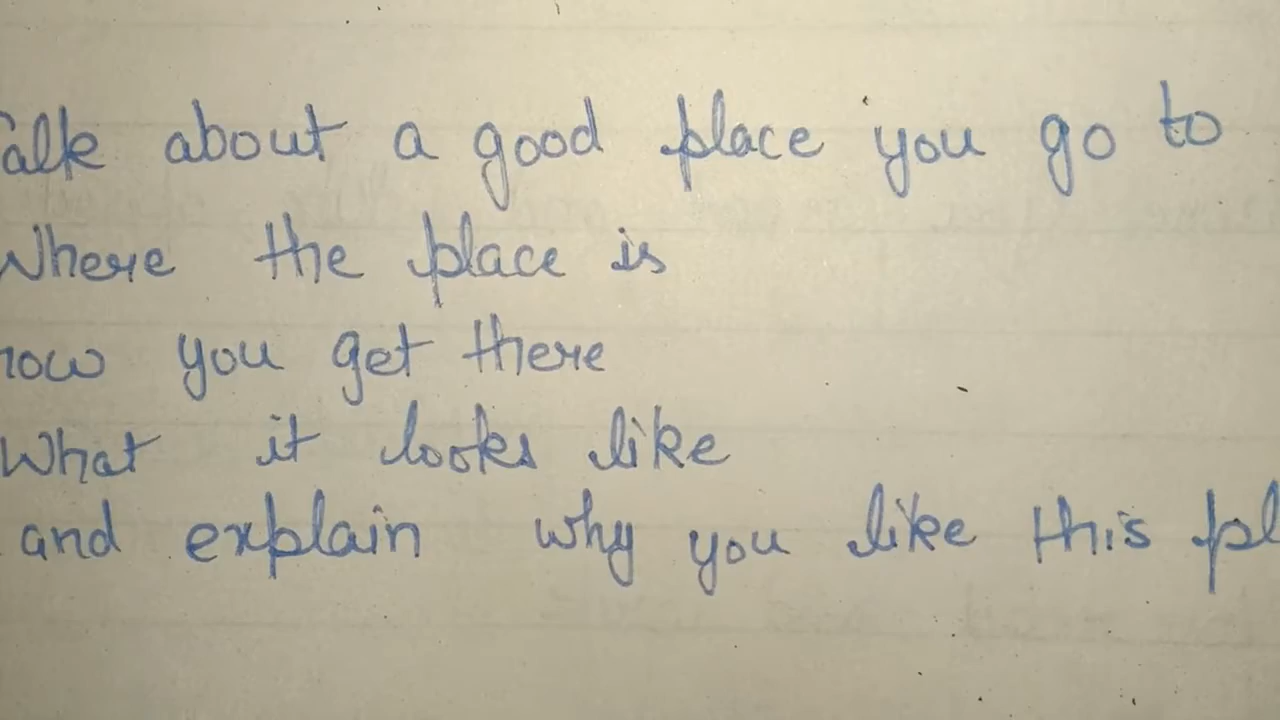 alk about a good place you go to
Where the place is
how you get there
What it looks like
and explain why you like this pl